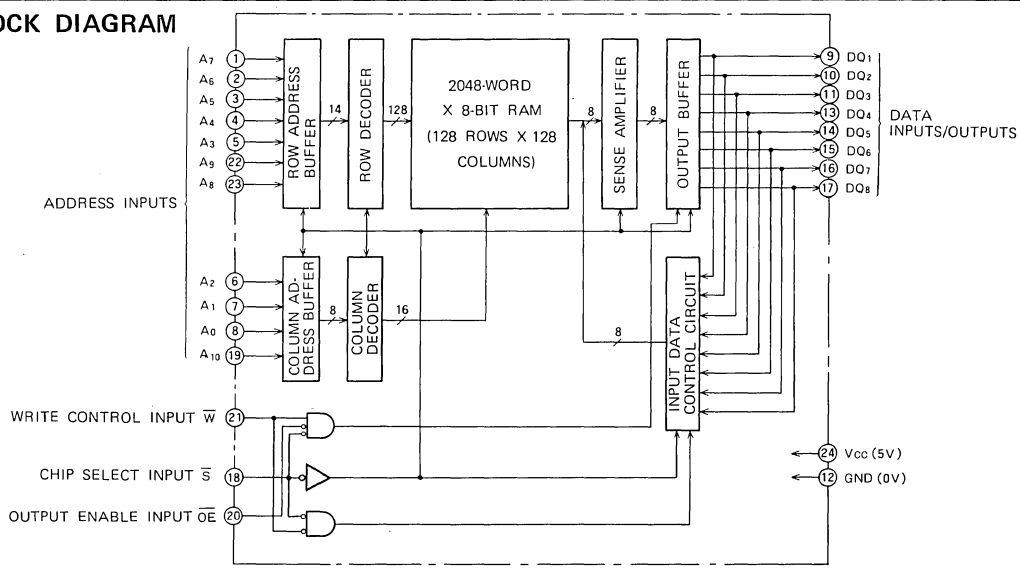 OCK DIAGRAM
ADDRESS INPUTS
A7 1
A6 2
A5 3
A4 4
A3 5
A9 22
A8 23
A2 6
A1 7
A0 8
A10 19
ROW ADDRESS
BUFFER
14
ROW DECODER
128
2048-WORD
X 8-BIT RAM
(128 ROWS X 128
COLUMNS)
8
SENSE AMPLIFIER
8
OUTPUT BUFFER
9 DQ1
10 DQ2
11 DQ3
13 DQ4
14 DQ5
15 DQ6
16 DQ7
17 DQ8
DATA
INPUTS/OUTPUTS
COLUMN AD-
DRESS BUFFER
8
COLUMN
DECODER
16
8
INPUT DATA
CONTROL CIRCUIT
WRITE CONTROL INPUT W̅ 21
CHIP SELECT INPUT S̅ 18
OUTPUT ENABLE INPUT O̅E̅ 20
24 Vcc (5V)
12 GND (0V)